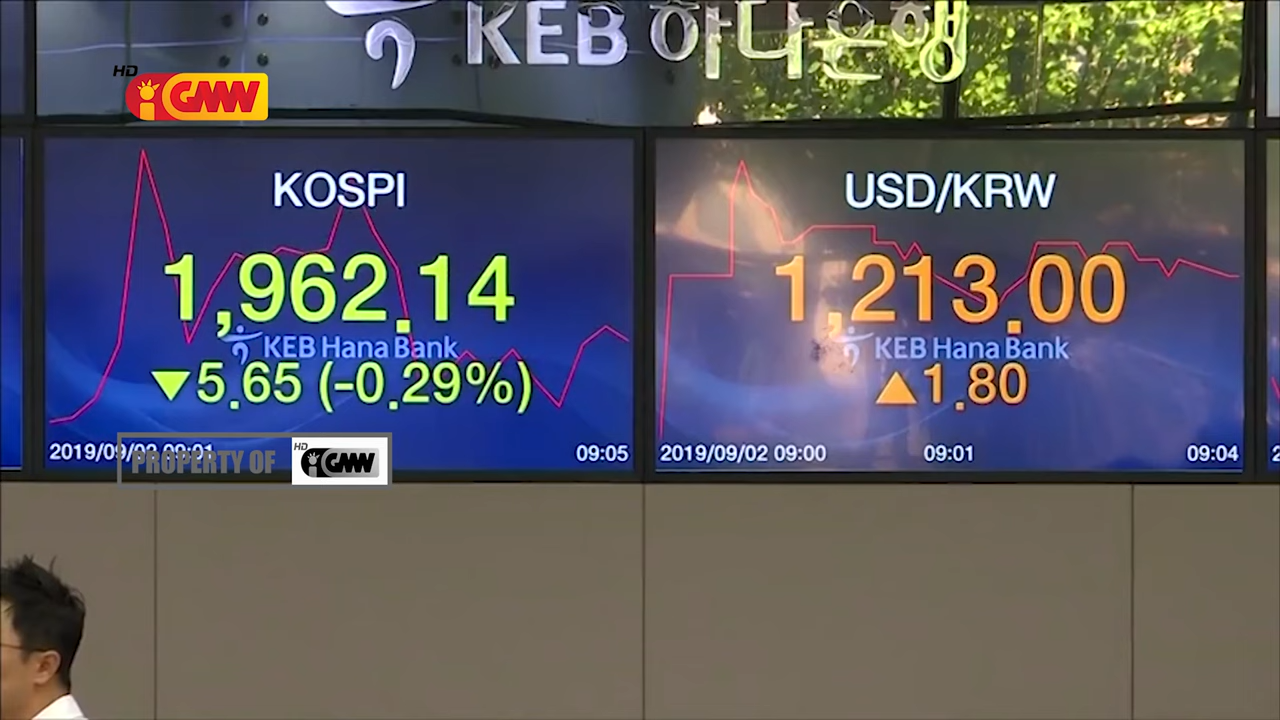 KEB 하나은행
HD
iGMW
KOSPI
1,962.14
KEB Hana Bank
▼5.65 (-0.29%)
2019/09/02 09:01
09:05
USD/KRW
1,213.00
KEB Hana Bank
▲1.80
2019/09/02 09:00
09:01
09:04
PROPERTY OF
HD
iGMW